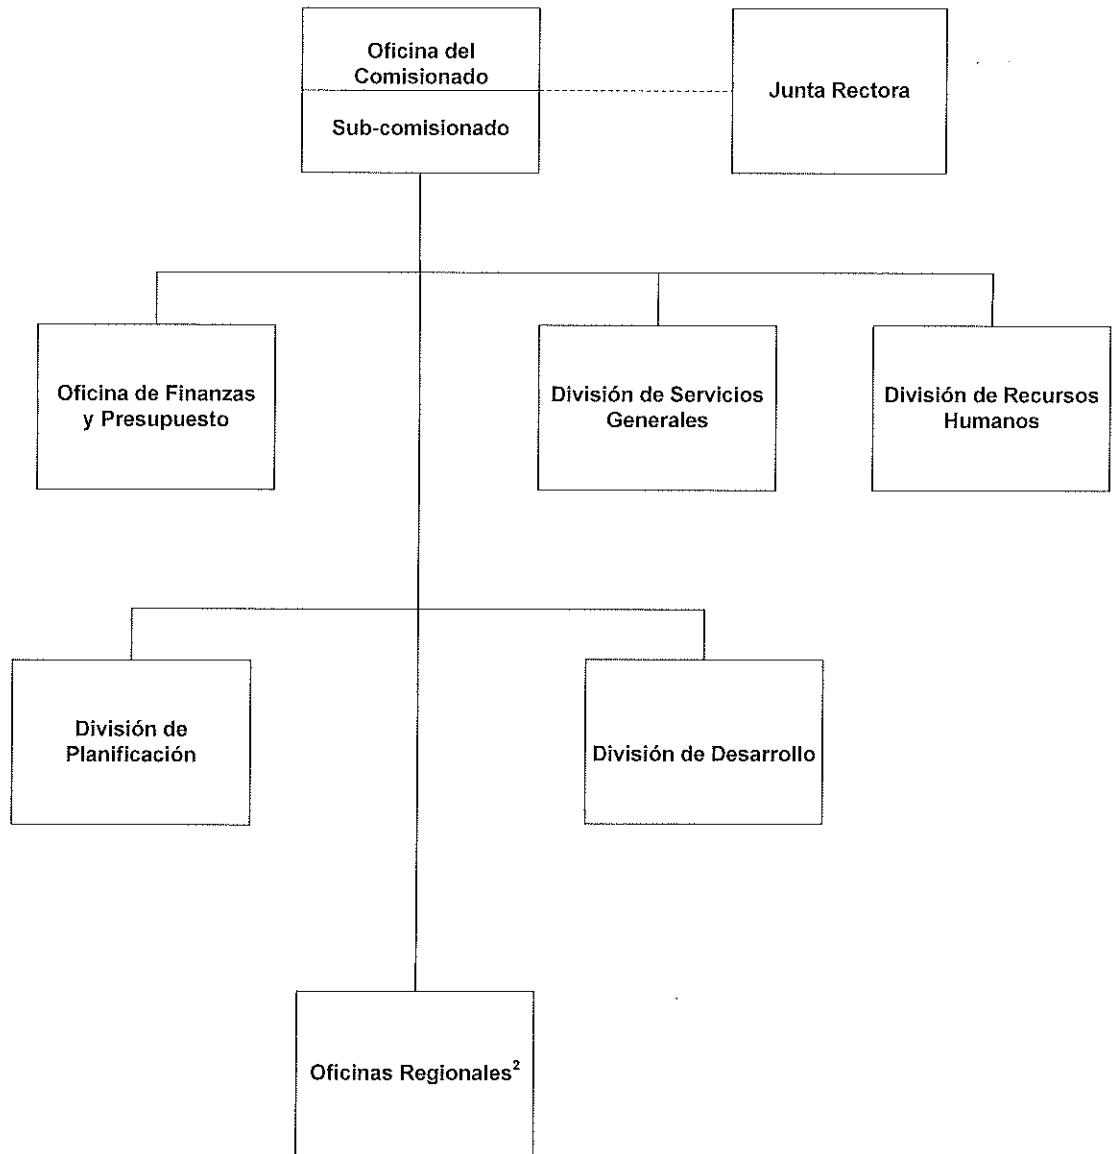 Oficina del
Comisionado
Sub-comisionado
Junta Rectora
Oficina de Finanzas
y Presupuesto
División de Servicios
Generales
División de Recursos
Humanos
División de
Planificación
División de Desarrollo
Oficinas Regionales²